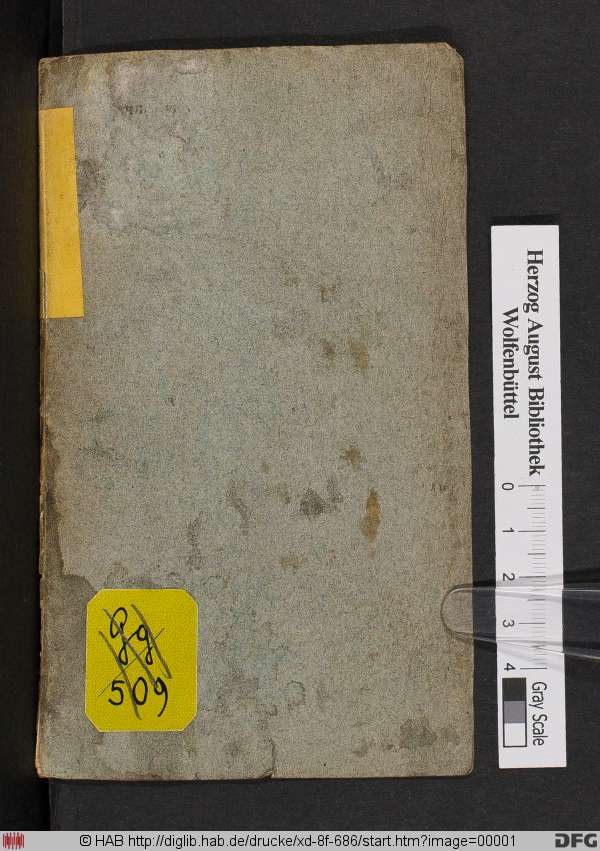 Herzog August Bibliothek
Wolfenbüttel
0 1 2 3 4
Gray Scale
509
© HAB http://diglib.hab.de/drucke/xd-8f-686/start.htm?image=00001
DFG